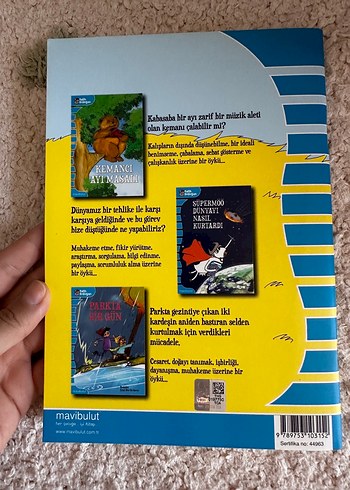 Kabasaba bir ayı zarif bir müzik aleti
olan kemanı çalabilir mi?
Kalıpların dışında düşünebilme, bir ideali
benimseme, çabalama, sebat gösterme ve
çalışkanlık üzerine bir öykü...
KEMANCI
AYI MASALI
Dünyamız bir tehlike ile karşı
karşıya geldiğinde ve bu görev
bize düştüğünde ne yapabiliriz?
Muhakeme etme, fikir yürütme,
araştırma, sorgulama, bilgi edinme,
paylaşma, sorumluluk alma üzerine
bir öykü...
SÜPERMOO
DÜNYAYI
NASIL
KURTARDI
PARKTA
BİR GÜN
Parkta gezintiye çıkan iki
kardeşin aniden bastıran selden
kurtulmak için verdikleri
mücadele.
Cesaret, doğayı tanımak, işbirliği,
dayanışma, muhakeme üzerine bir
öykü...
mavibulut
www.mavibulut.com.tr
9 789753 103152
Sertifika no: 44963